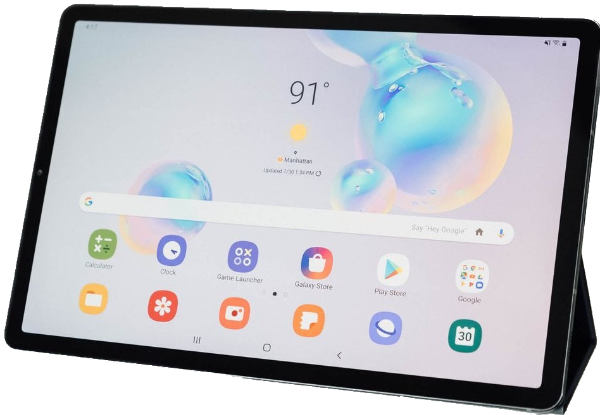 91°
Manhattan
Updated 7/30 1:34 PM
Say "Hey Google"
Calculator
Clock
Game Launcher
Galaxy Store
Play Store
Google
30